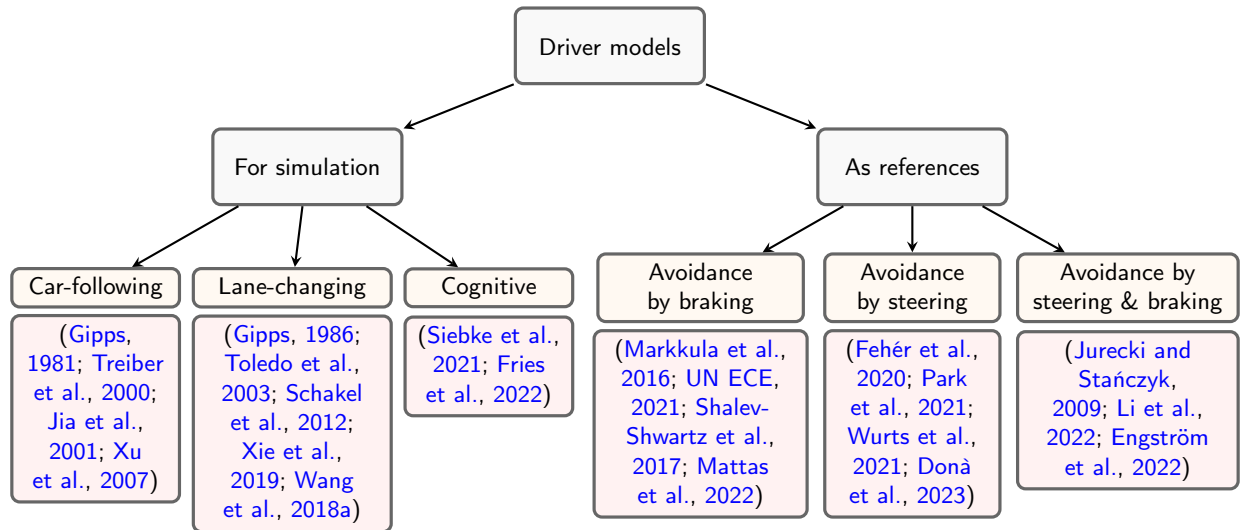 Driver models
For simulation
As references
Car-following
Lane-changing
Cognitive
Avoidance
by braking
Avoidance
by steering
Avoidance by
steering & braking
(Gipps,
1981; Treiber
et al., 2000;
Jia et al.,
2001; Xu
et al., 2007)
(Gipps, 1986;
Toledo et al.,
2003; Schakel
et al., 2012;
Xie et al.,
2019; Wang
et al., 2018a)
(Siebke et al.,
2021; Fries
et al., 2022)
(Markkula et al.,
2016; UN ECE,
2021; Shalev-
Shwartz et al.,
2017; Mattas
et al., 2022)
(Fehér et al.,
2020; Park
et al., 2021;
Wurts et al.,
2021; Donà
et al., 2023)
(Jurecki and
Stańczyk,
2009; Li et al.,
2022; Engström
et al., 2022)